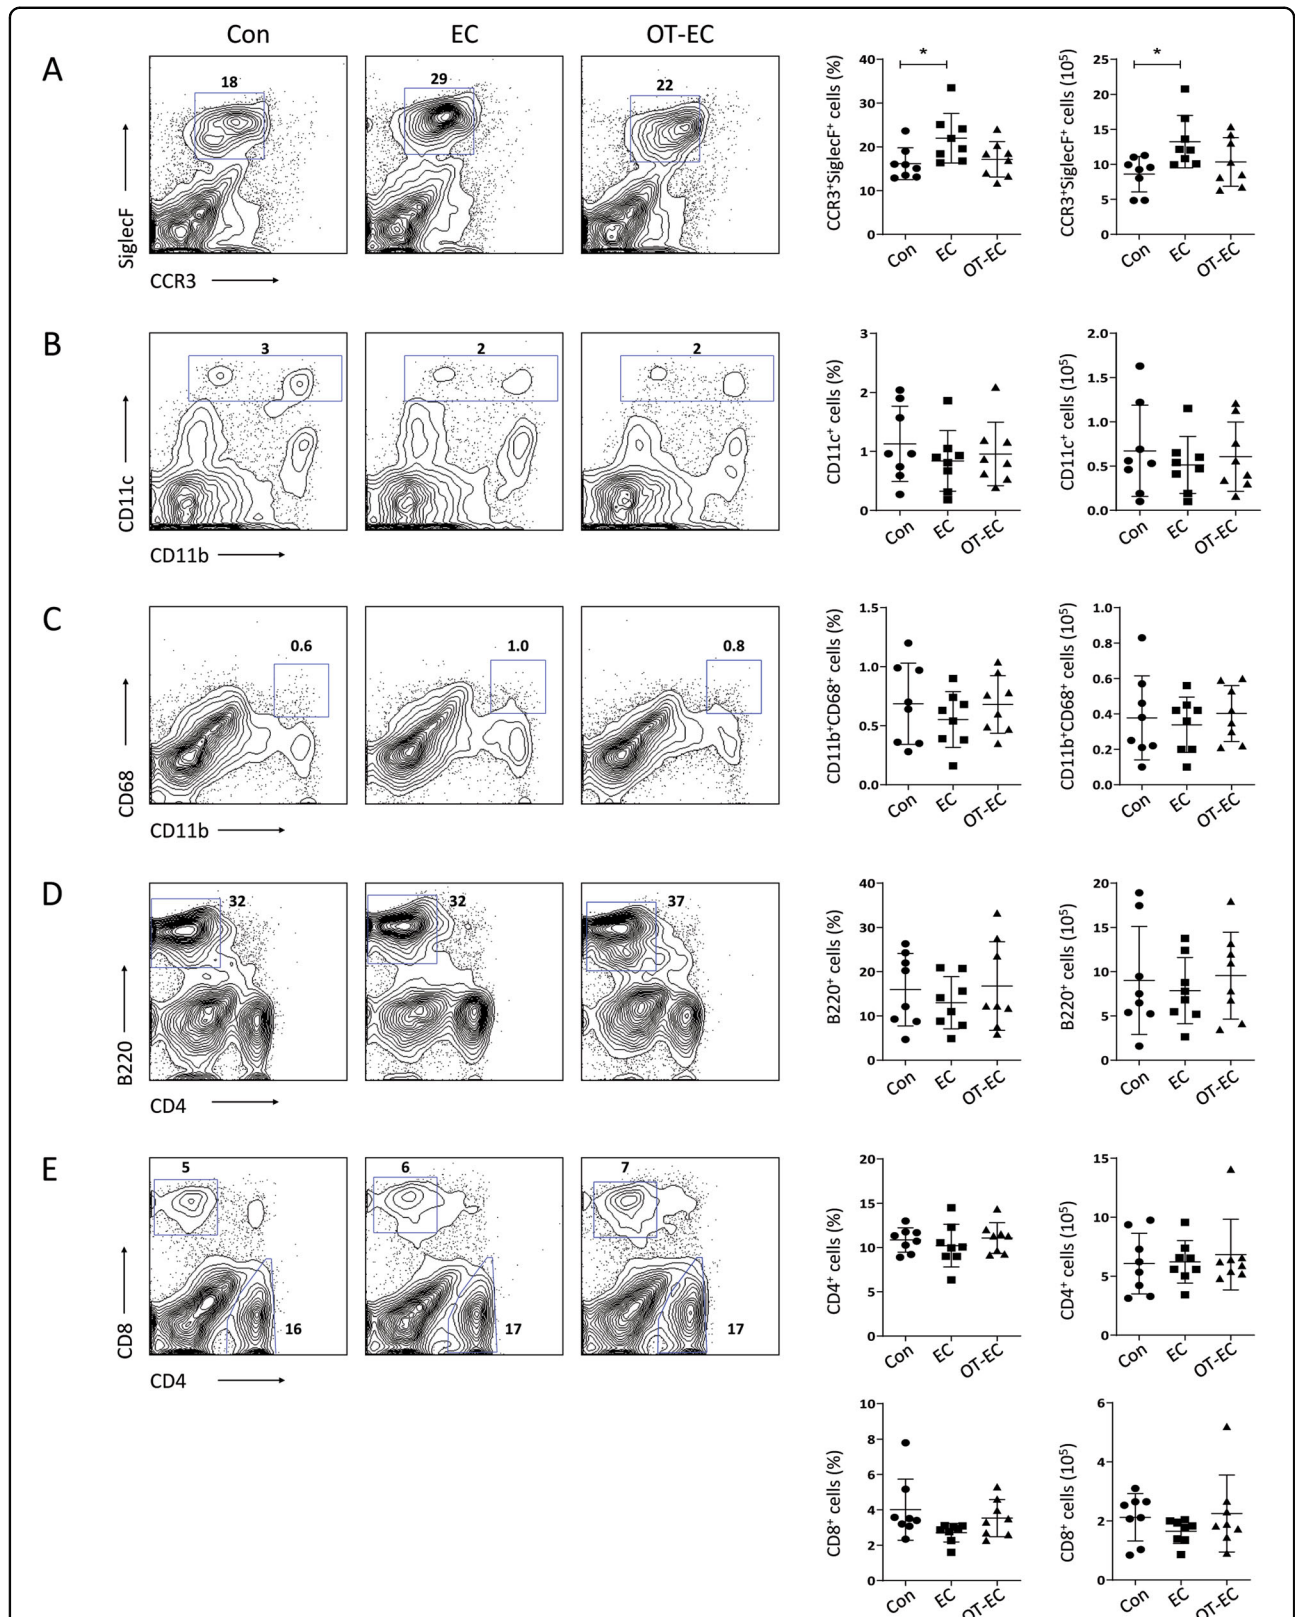 Con EC OT-EC
A
18 29 22
SiglecF
CCR3
CCR3⁺SiglecF⁺ cells (%)
40
30
20
10
0
*
Con EC OT-EC
CCR3⁺SiglecF⁺ cells (10⁵)
25
20
15
10
5
0
*
Con EC OT-EC
B
3 2 2
CD11c
CD11b
CD11c⁺ cells (%)
3
2
1
0
Con EC OT-EC
CD11c⁺ cells (10⁵)
2.0
1.5
1.0
0.5
0.0
Con EC OT-EC
C
0.6 1.0 0.8
CD68
CD11b
CD11b⁺CD68⁺ cells (%)
1.5
1.0
0.5
0.0
Con EC OT-EC
CD11b⁺CD68⁺ cells (10⁵)
1.0
0.8
0.6
0.4
0.2
0.0
Con EC OT-EC
D
32 32 37
B220
CD4
B220⁺ cells (%)
40
30
20
10
0
Con EC OT-EC
B220⁺ cells (10⁵)
20
15
10
5
0
Con EC OT-EC
E
5 6 7
16 17 17
CD8
CD4
CD4⁺ cells (%)
20
15
10
5
0
Con EC OT-EC
CD4⁺ cells (10⁵)
15
10
5
0
Con EC OT-EC
CD8⁺ cells (%)
10
8
6
4
2
0
Con EC OT-EC
CD8⁺ cells (10⁵)
6
4
2
0
Con EC OT-EC